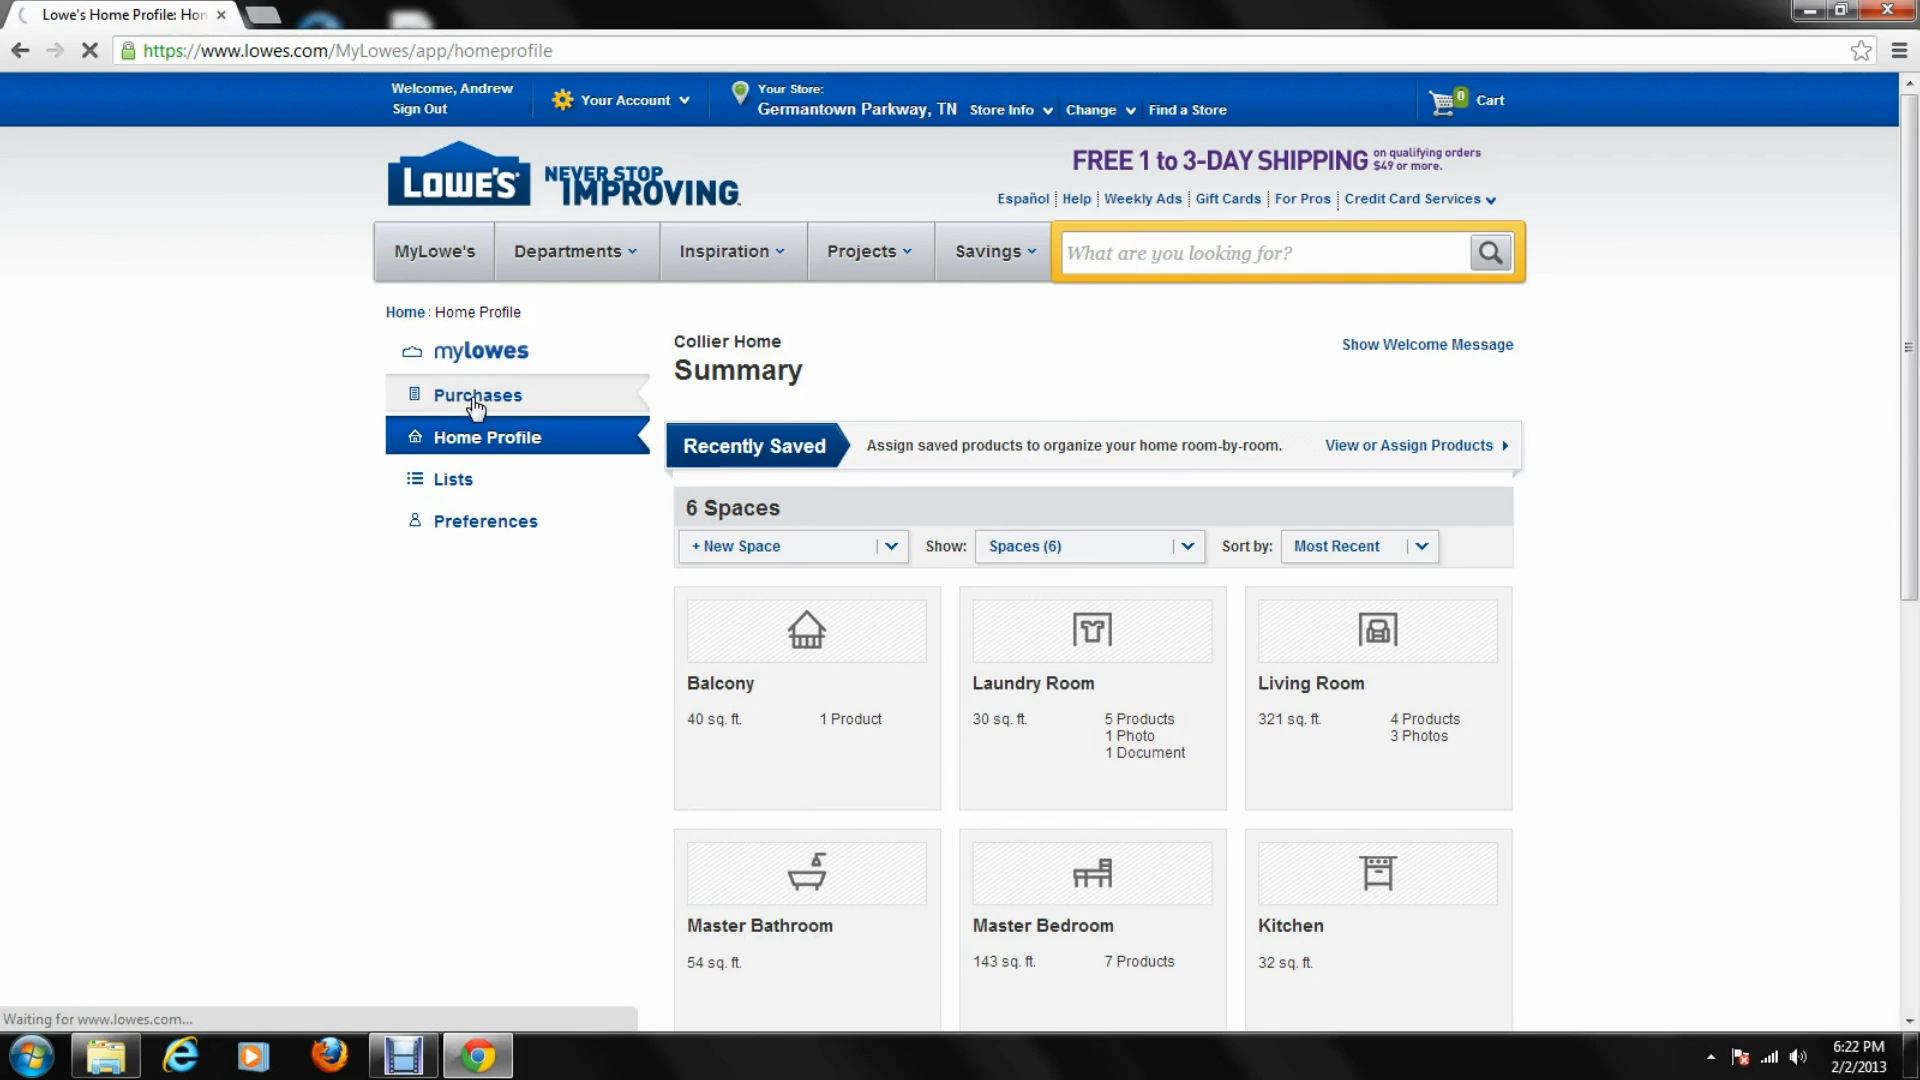 Lowe's Home Profile: Hon
https://www.lowes.com/MyLowes/app/homeprofile
Welcome, Andrew
Sign Out
Your Account
Your Store:
Germantown Parkway, TN
Store Info
Change
Find a Store
0
Cart
LOWE'S
NEVER STOP
IMPROVING
FREE 1 to 3-DAY SHIPPING
on qualifying orders
$49 or more.
Español
Help
Weekly Ads
Gift Cards
For Pros
Credit Card Services
MyLowe's
Departments
Inspiration
Projects
Savings
What are you looking for?
Home : Home Profile
mylowes
Purchases
Home Profile
Lists
Preferences
Collier Home
Summary
Show Welcome Message
Recently Saved
Assign saved products to organize your home room-by-room.
View or Assign Products
6 Spaces
+ New Space
Show:
Spaces (6)
Sort by:
Most Recent
Balcony
40 sq. ft.
1 Product
Laundry Room
30 sq. ft.
5 Products
1 Photo
1 Document
Living Room
321 sq. ft.
4 Products
3 Photos
Master Bathroom
54 sq. ft.
Master Bedroom
143 sq. ft.
7 Products
Kitchen
32 sq. ft.
Waiting for www.lowes.com...
6:22 PM
2/2/2013